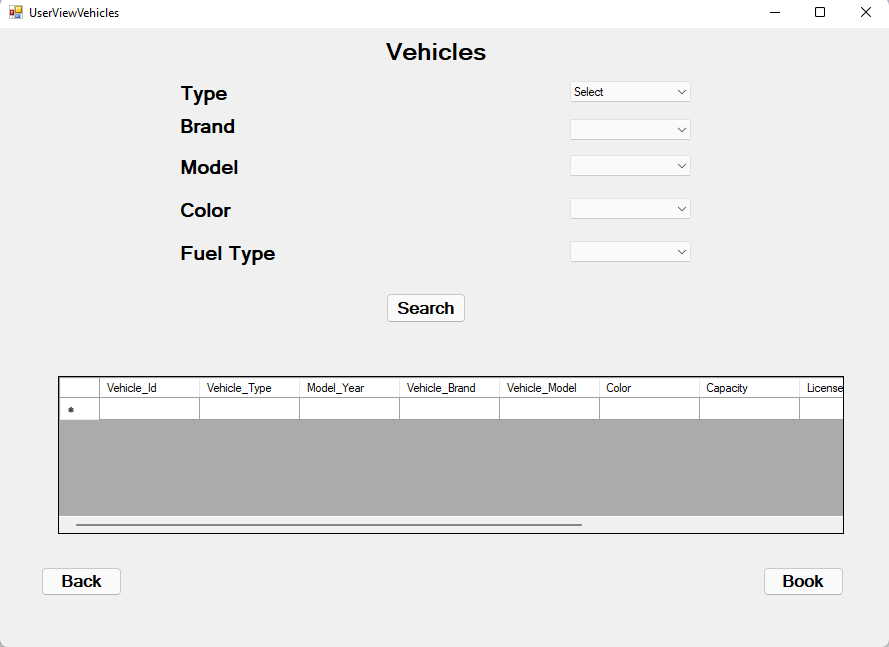 UserViewVehicles
Vehicles
Type Select
Brand
Model
Color
Fuel Type
Search
Vehicle_Id Vehicle_Type Model_Year Vehicle_Brand Vehicle_Model Color Capacity License
Back Book